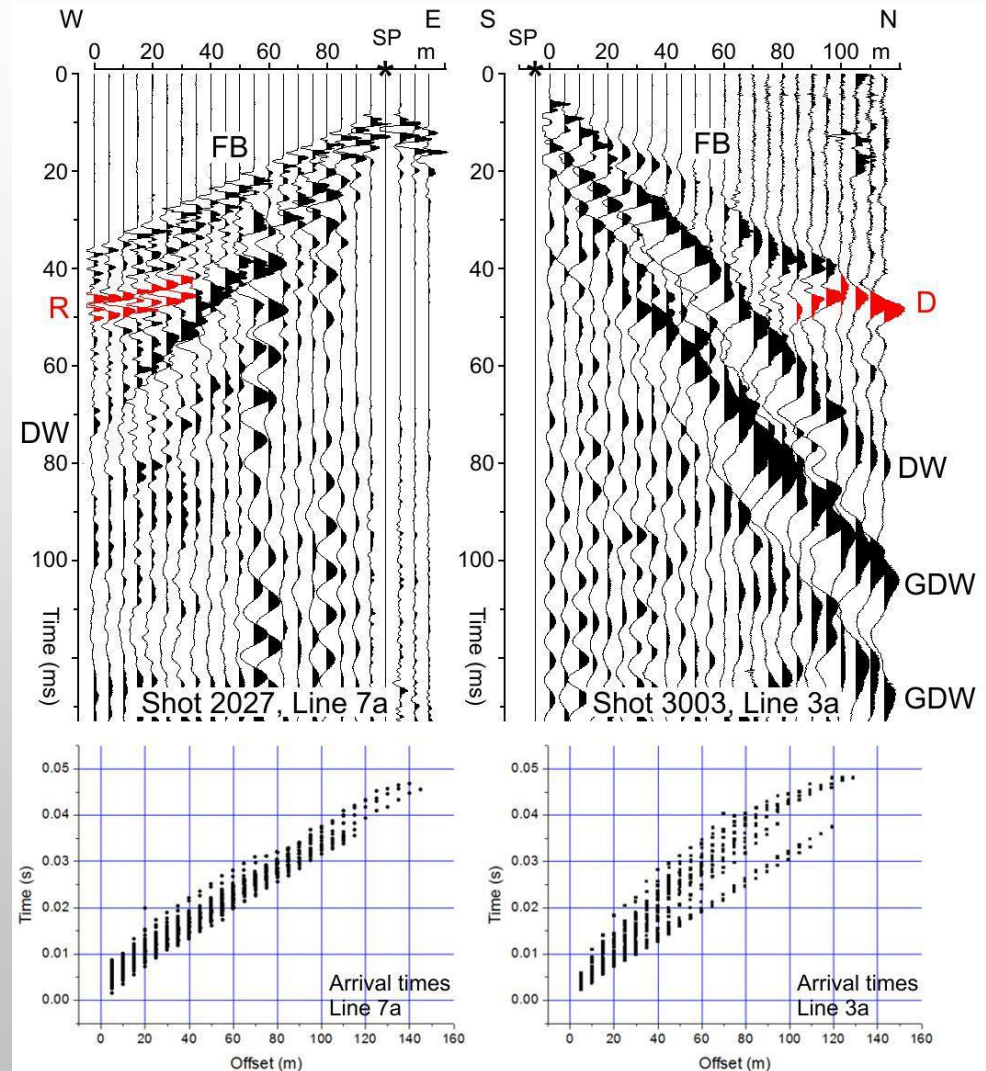 W E
SP
0 20 40 60 80 m
*
0
20
40
60
80
100
Time (ms)
FB
R
DW
Shot 2027, Line 7a
S N
SP
0 20 40 60 80 100 m
*
0
20
40
60
80
100
Time (ms)
FB
D
DW
GDW
GDW
Shot 3003, Line 3a
0.05
0.04
0.03
0.02
0.01
0.00
Time (s)
Arrival times
Line 7a
0 20 40 60 80 100 120 140 160
Offset (m)
0.05
0.04
0.03
0.02
0.01
0.00
Time (s)
Arrival times
Line 3a
0 20 40 60 80 100 120 140 160
Offset (m)